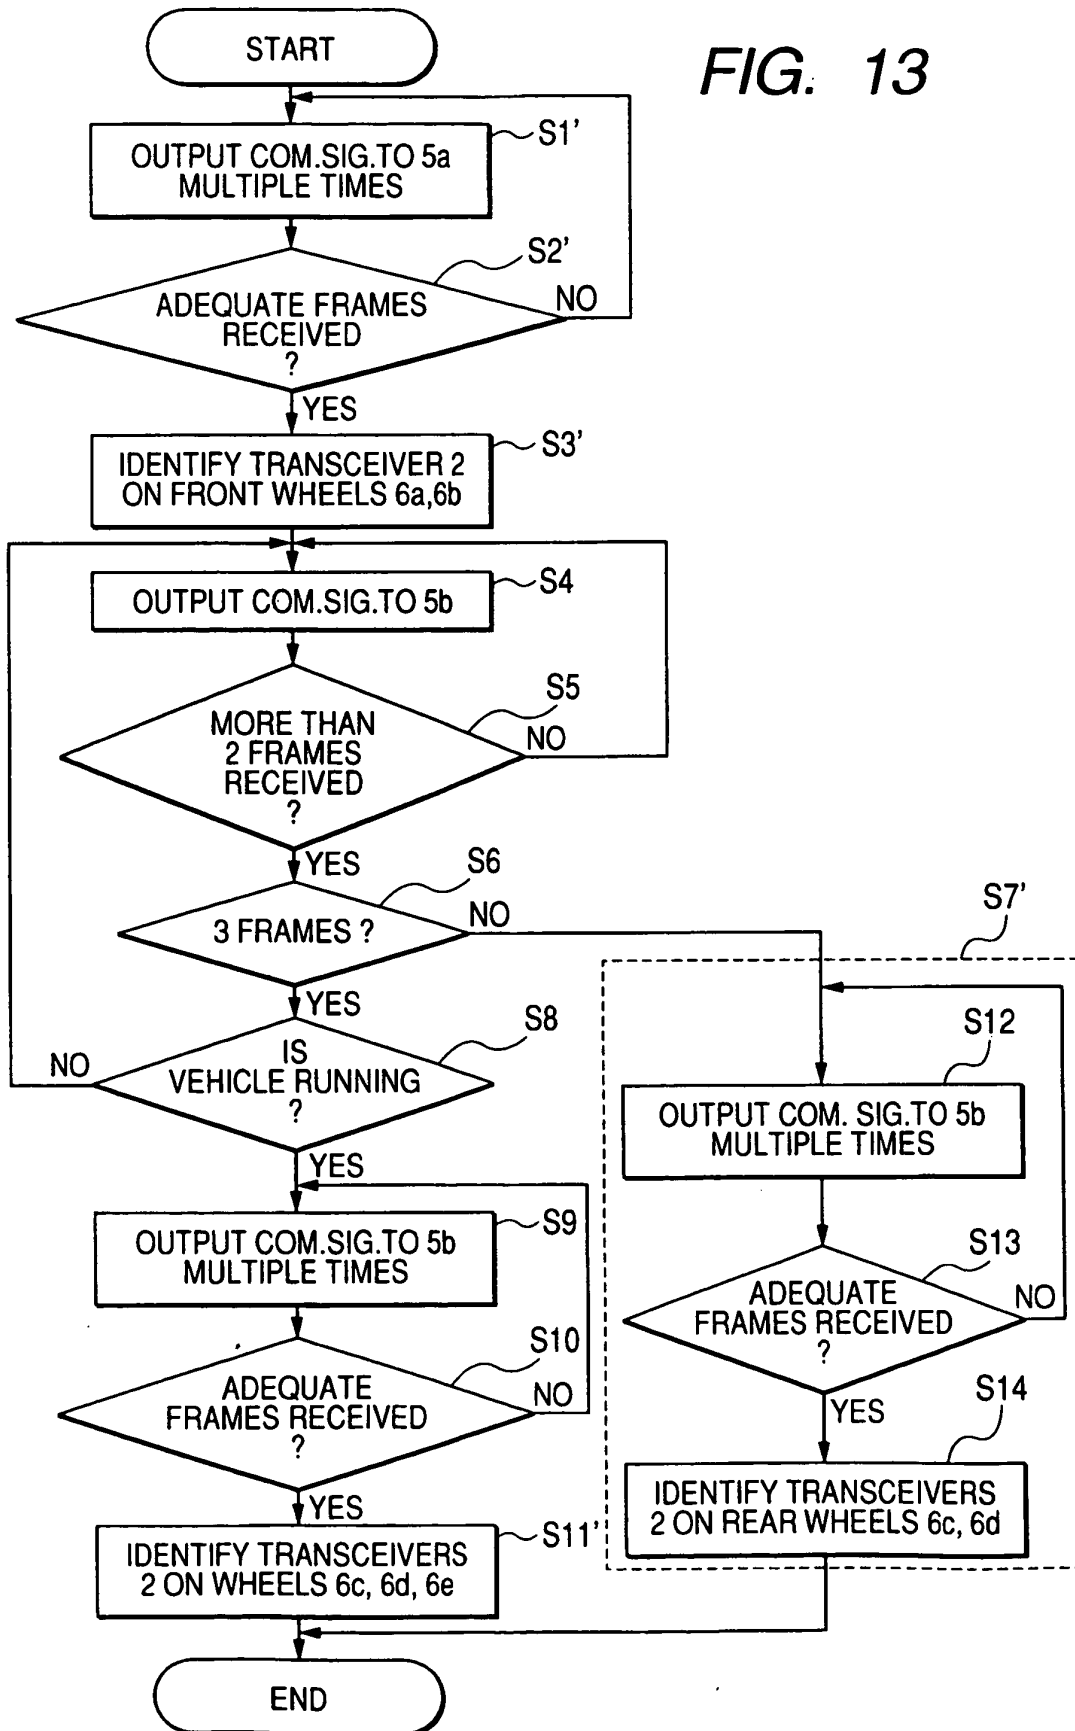 START
FIG. 13
OUTPUT COM.SIG.TO 5a
MULTIPLE TIMES
S1'
ADEQUATE FRAMES
RECEIVED
?
S2'
NO
YES
IDENTIFY TRANSCEIVER 2
ON FRONT WHEELS 6a,6b
S3'
OUTPUT COM.SIG.TO 5b
S4
MORE THAN
2 FRAMES
RECEIVED
?
S5
NO
YES
3 FRAMES ?
S6
NO
YES
IS
VEHICLE RUNNING
?
S8
NO
YES
OUTPUT COM.SIG.TO 5b
MULTIPLE TIMES
S9
ADEQUATE
FRAMES RECEIVED
?
S10
NO
YES
IDENTIFY TRANSCEIVERS
2 ON WHEELS 6c, 6d, 6e
S11'
S7'
OUTPUT COM. SIG.TO 5b
MULTIPLE TIMES
S12
ADEQUATE
FRAMES RECEIVED
?
S13
NO
YES
IDENTIFY TRANSCEIVERS
2 ON REAR WHEELS 6c, 6d
S14
END